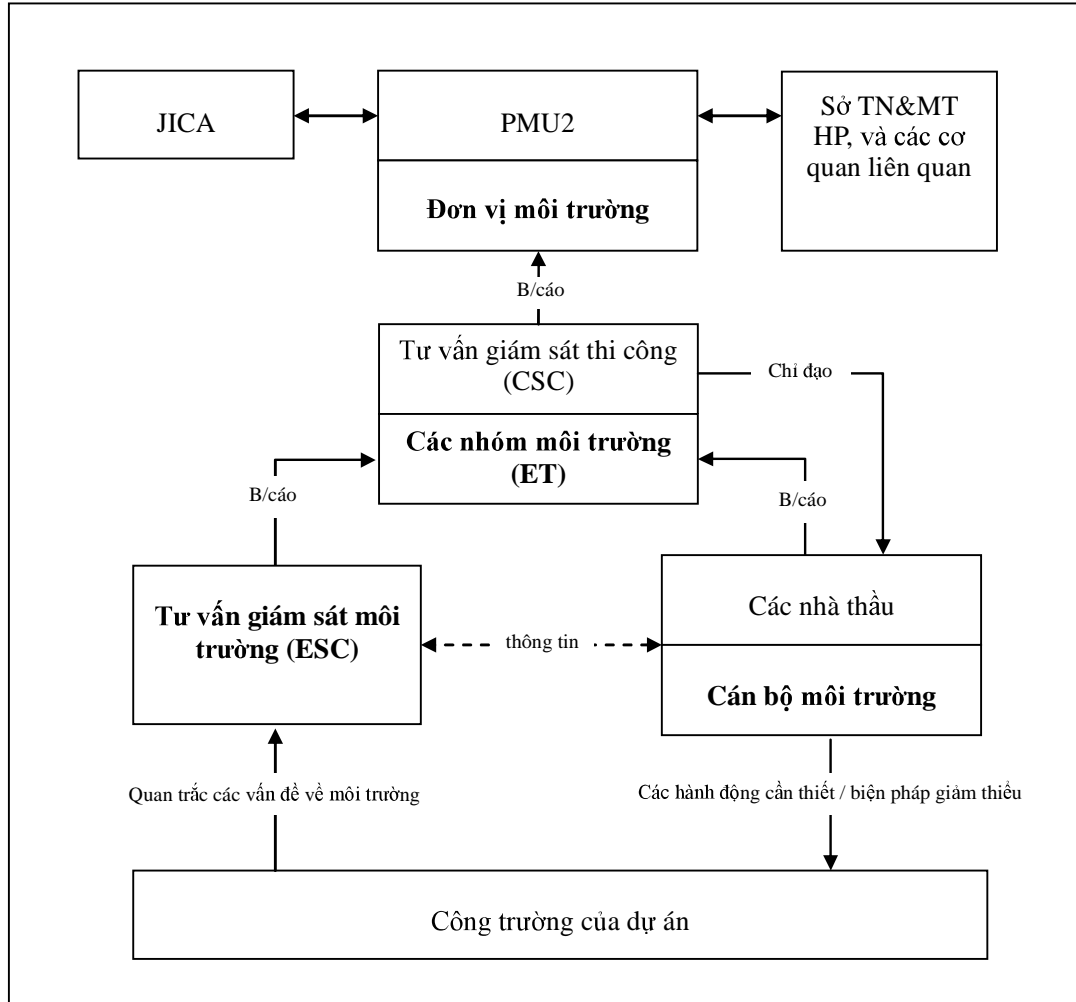 JICA
PMU2
Đơn vị môi trường
Sở TN&MT
HP, và các cơ
quan liên quan
B/cáo
Tư vấn giám sát thi công
(CSC)
Các nhóm môi trường
(ET)
Chỉ đạo
B/cáo
B/cáo
Tư vấn giám sát môi
trường (ESC)
thông tin
Các nhà thầu
Cán bộ môi trường
Quan trắc các vấn đề về môi trường
Các hành động cần thiết / biện pháp giảm thiểu
Công trường của dự án